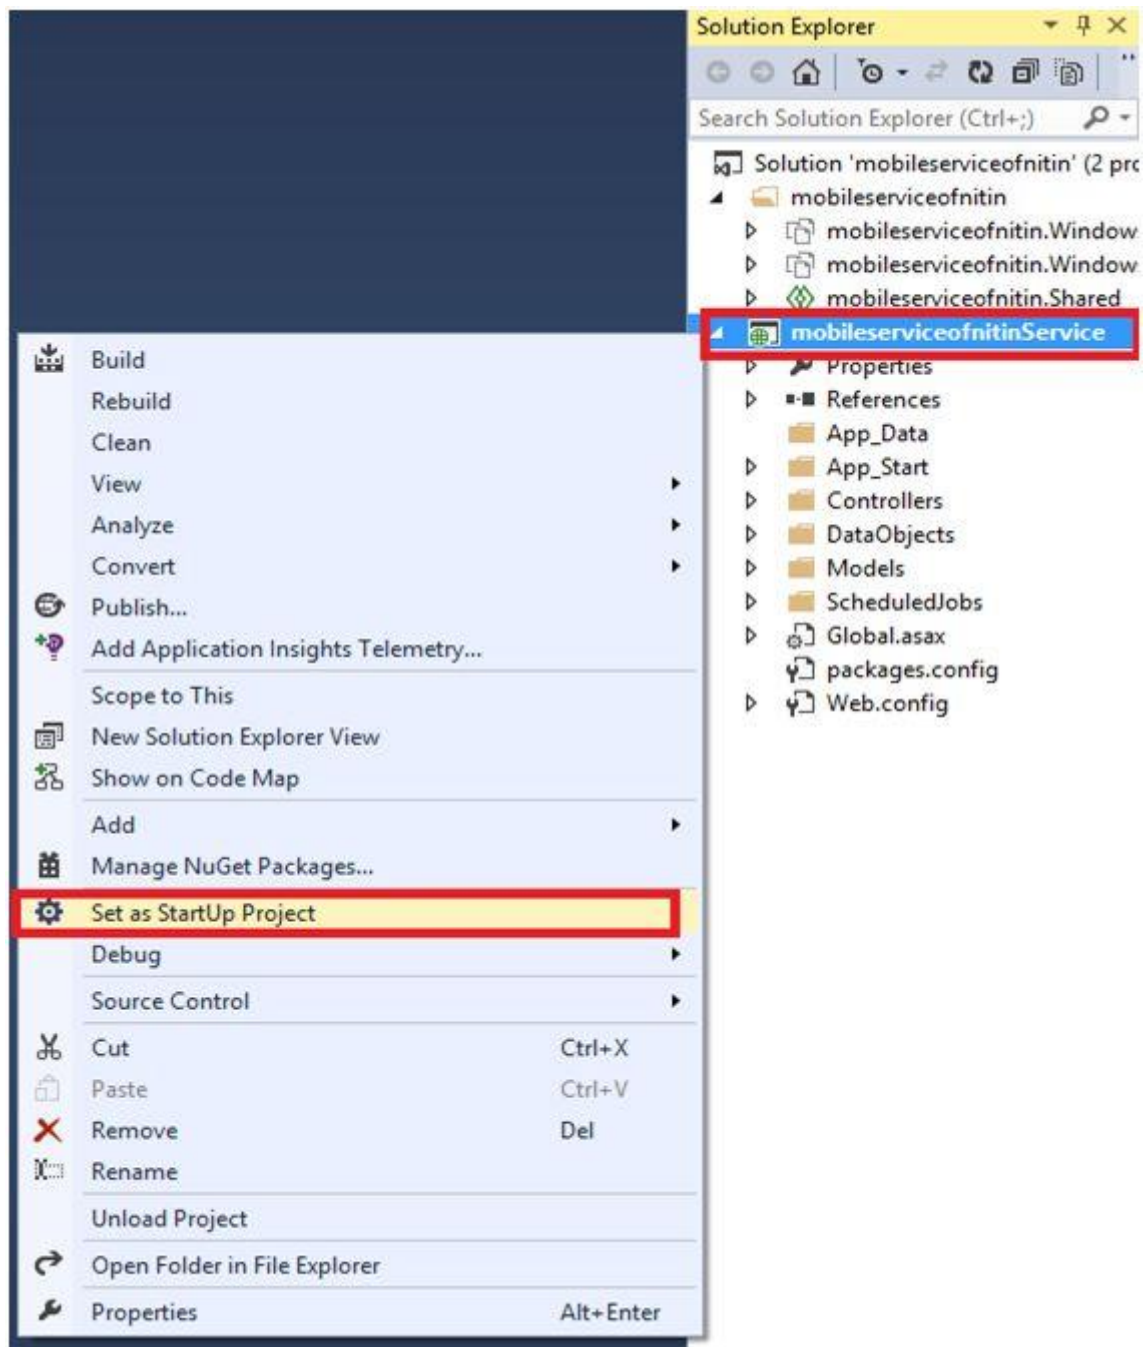 Solution Explorer
Search Solution Explorer (Ctrl+;)
Solution 'mobileserviceofnitin' (2 pro
mobileserviceofnitin
mobileserviceofnitin.Window
mobileserviceofnitin.Window
mobileserviceofnitin.Shared
mobileserviceofnitinService
Properties
References
App_Data
App_Start
Controllers
DataObjects
Models
ScheduledJobs
Global.asax
packages.config
Web.config
Build
Rebuild
Clean
View
Analyze
Convert
Publish...
Add Application Insights Telemetry...
Scope to This
New Solution Explorer View
Show on Code Map
Add
Manage NuGet Packages...
Set as StartUp Project
Debug
Source Control
Cut Ctrl+X
Paste Ctrl+V
Remove Del
Rename
Unload Project
Open Folder in File Explorer
Properties Alt+Enter